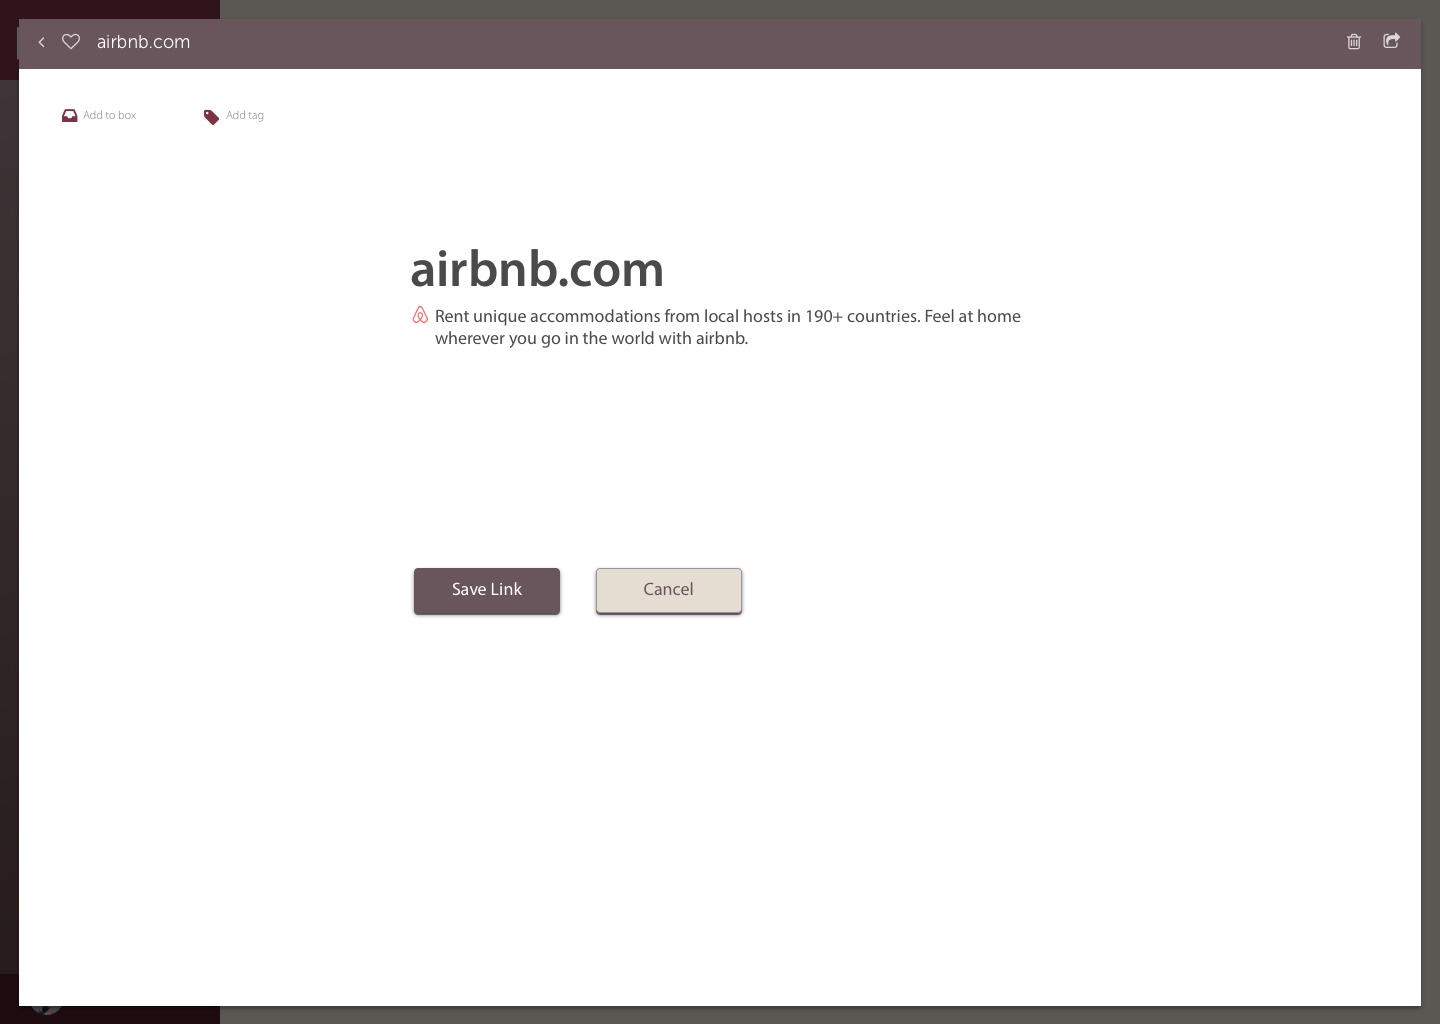 airbnb.com
Add to box
Add tag
airbnb.com
Rent unique accommodations from local hosts in 190+ countries. Feel at home
wherever you go in the world with airbnb.
Save Link
Cancel